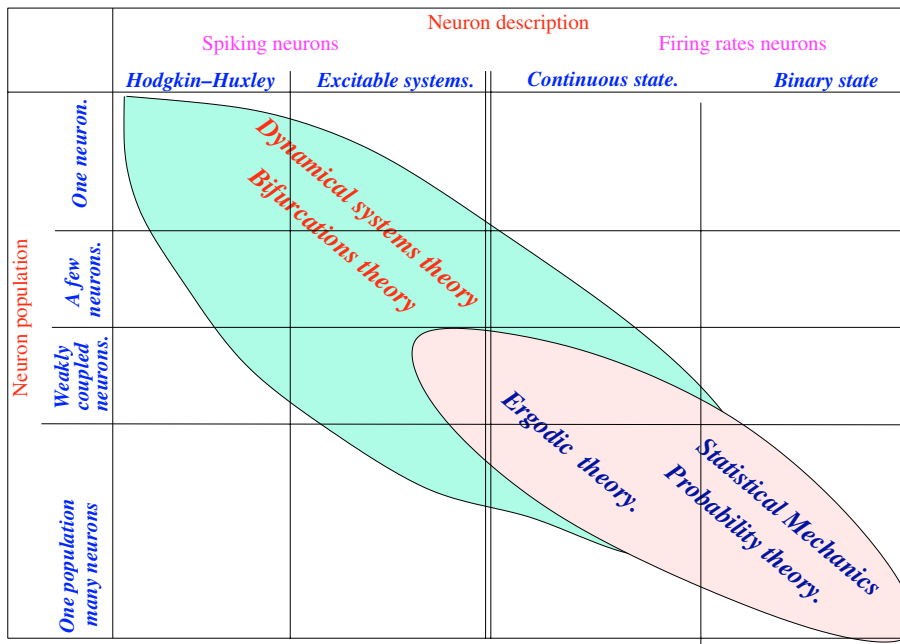 Neuron description
Spiking neurons
Firing rates neurons
Hodgkin–Huxley
Excitable systems.
Continuous state.
Binary state
Neuron population
One neuron.
A few
neurons.
Weakly
coupled
neurons.
One population
many neurons
Dynamical systems theory
Bifurcations theory
Ergodic theory.
Statistical Mechanics
Probability theory.